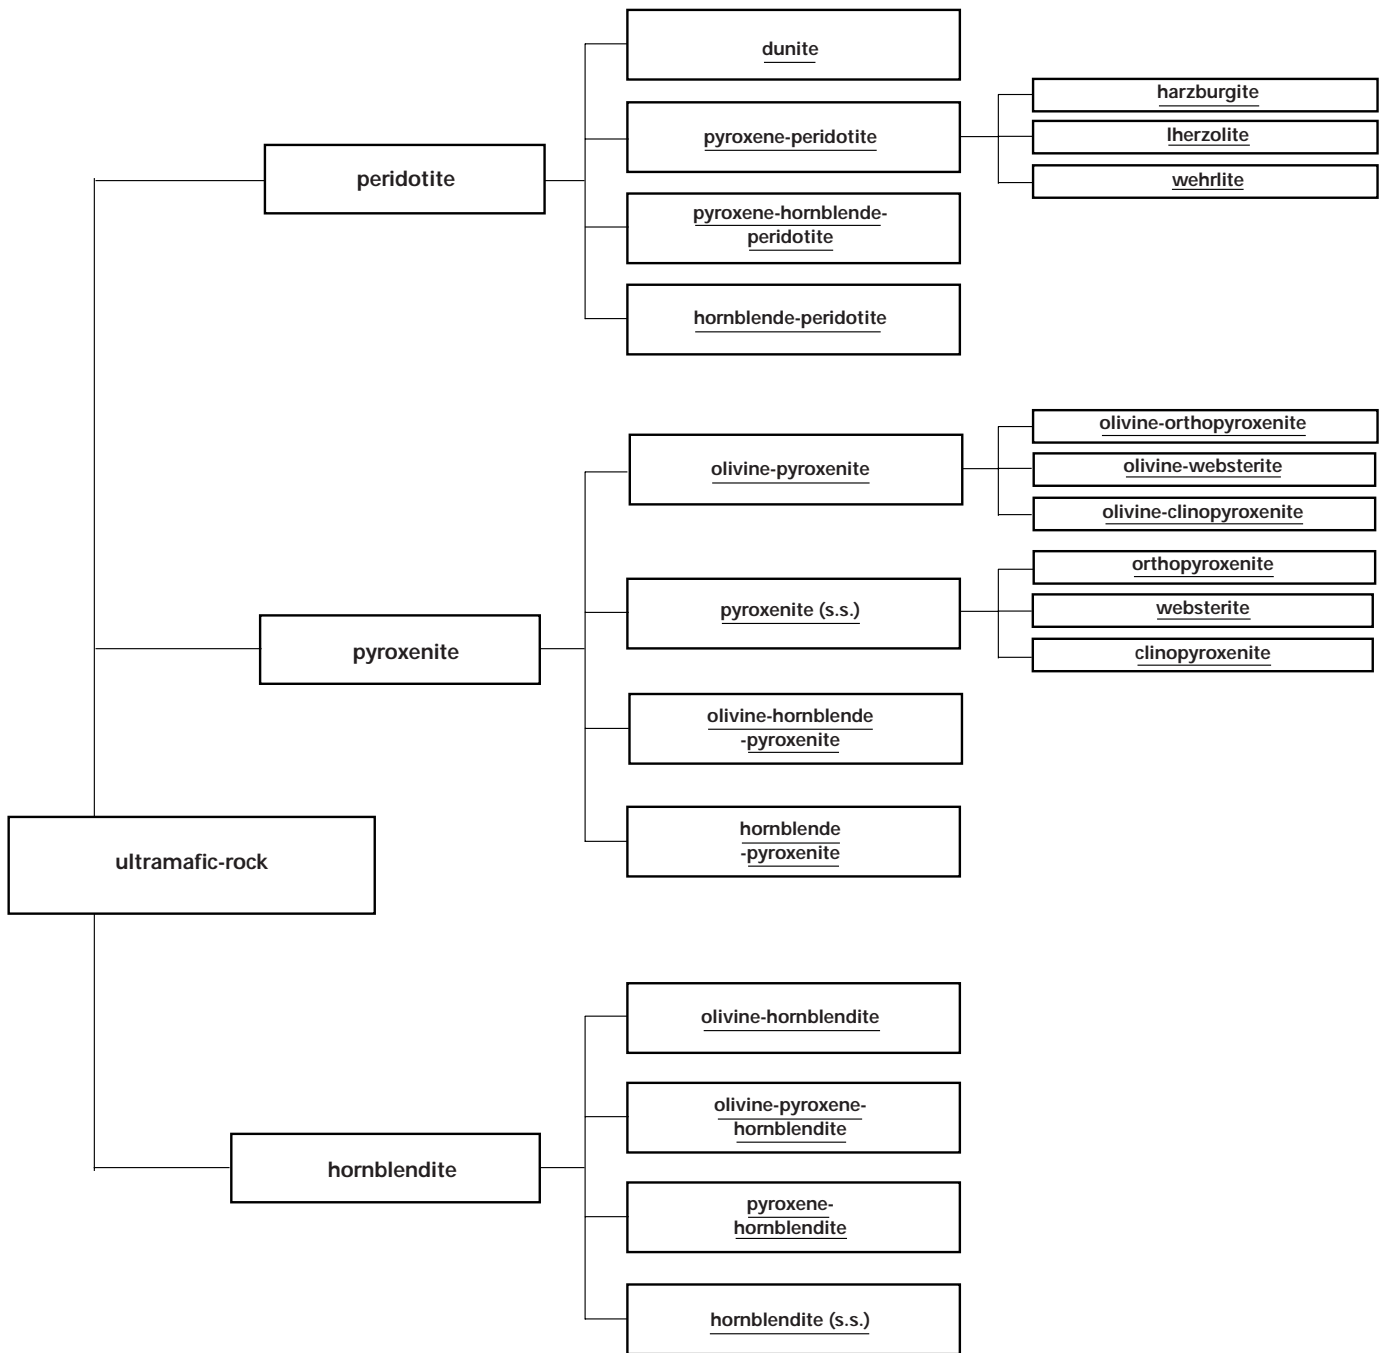 dunite
harzburgite
pyroxene-peridotite
lherzolite
peridotite
wehrlite
pyroxene-hornblende-
peridotite
hornblende-peridotite
olivine-orthopyroxenite
olivine-pyroxenite
olivine-websterite
olivine-clinopyroxenite
orthopyroxenite
pyroxenite (s.s.)
websterite
pyroxenite
clinopyroxenite
olivine-hornblende
-pyroxenite
hornblende
-pyroxenite
ultramafic-rock
olivine-hornblendite
olivine-pyroxene-
hornblendite
hornblendite
pyroxene-
hornblendite
hornblendite (s.s.)